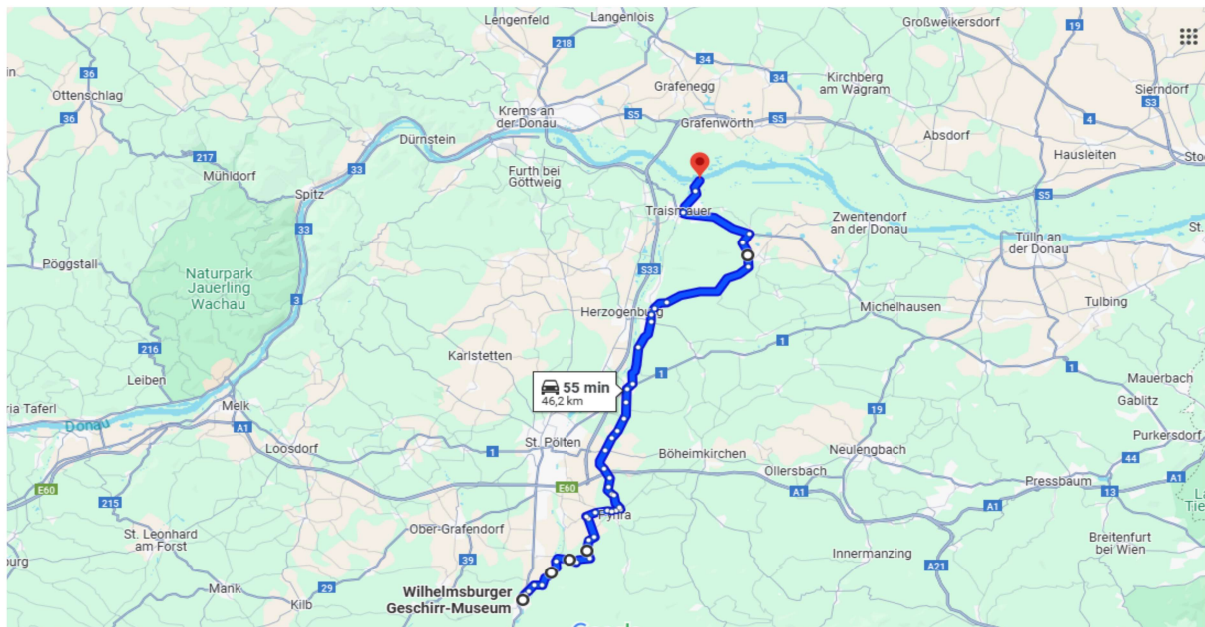 Lengenfeld
Langenlois
Großweikersdorf
19
218
36
34
Ottenschlag
Grafenegg
34
Kirchberg
am Wagram
Sierndorf
S3
36
Krems an
der Donau
S5
Grafenwörth
S5
Absdorf
4
Dürnstein
Hausleiten
217
33
Mühldorf
Furth bei
Göttweig
Spitz
S5
Traismauer
Zwentendorf
an der Donau
33
Tulln an
der Donau
St.
Pöggstall
Naturpark
Jauerling
Wachau
S33
3
Herzogenburg
Michelhausen
Tulbing
216
Karlstetten
1
1
Leiben
55 min
46,2 km
1
Mauerbach
ria Taferl
Melk
19
Gablitz
Donau
A1
St. Pölten
Purkersdorf
Loosdorf
1
Böheimkirchen
Neulengbach
44
Ollersbach
E60
E60
A1
A1
Pressbaum
13
A1
215
Pyhra
Ober-Grafendorf
St. Leonhard
am Forst
39
Innermanzing
Breitenfurt
bei Wien
burg
A21
Mank
29
Kilb
Wilhelmsburger
Geschirr-Museum